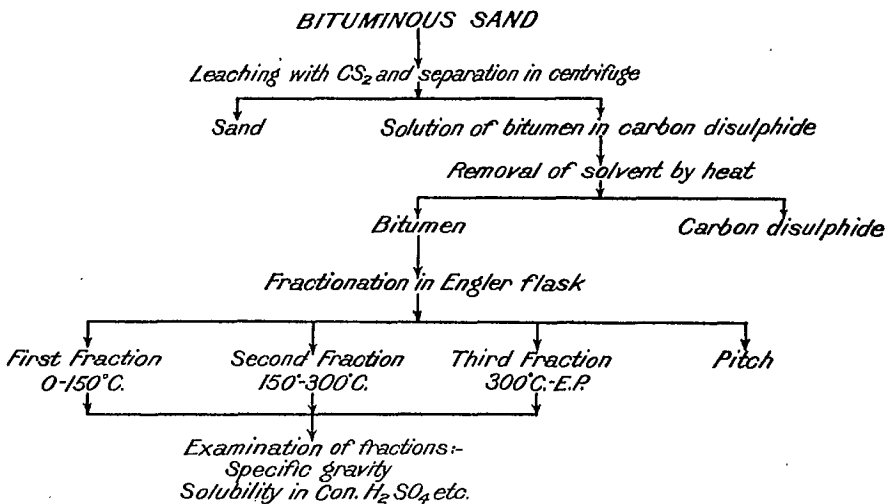 BITUMINOUS SAND
Leaching with CS₂ and separation in centrifuge
Sand
Solution of bitumen in carbon disulphide
Removal of solvent by heat
Bitumen
Carbon disulphide
Fractionation in Engler flask
First Fraction
0-150°C.
Second Fraction
150°-300°C.
Third Fraction
300°C.-E.P.
Pitch
Examination of fractions:-
Specific gravity
Solubility in Con. H₂SO₄ etc.